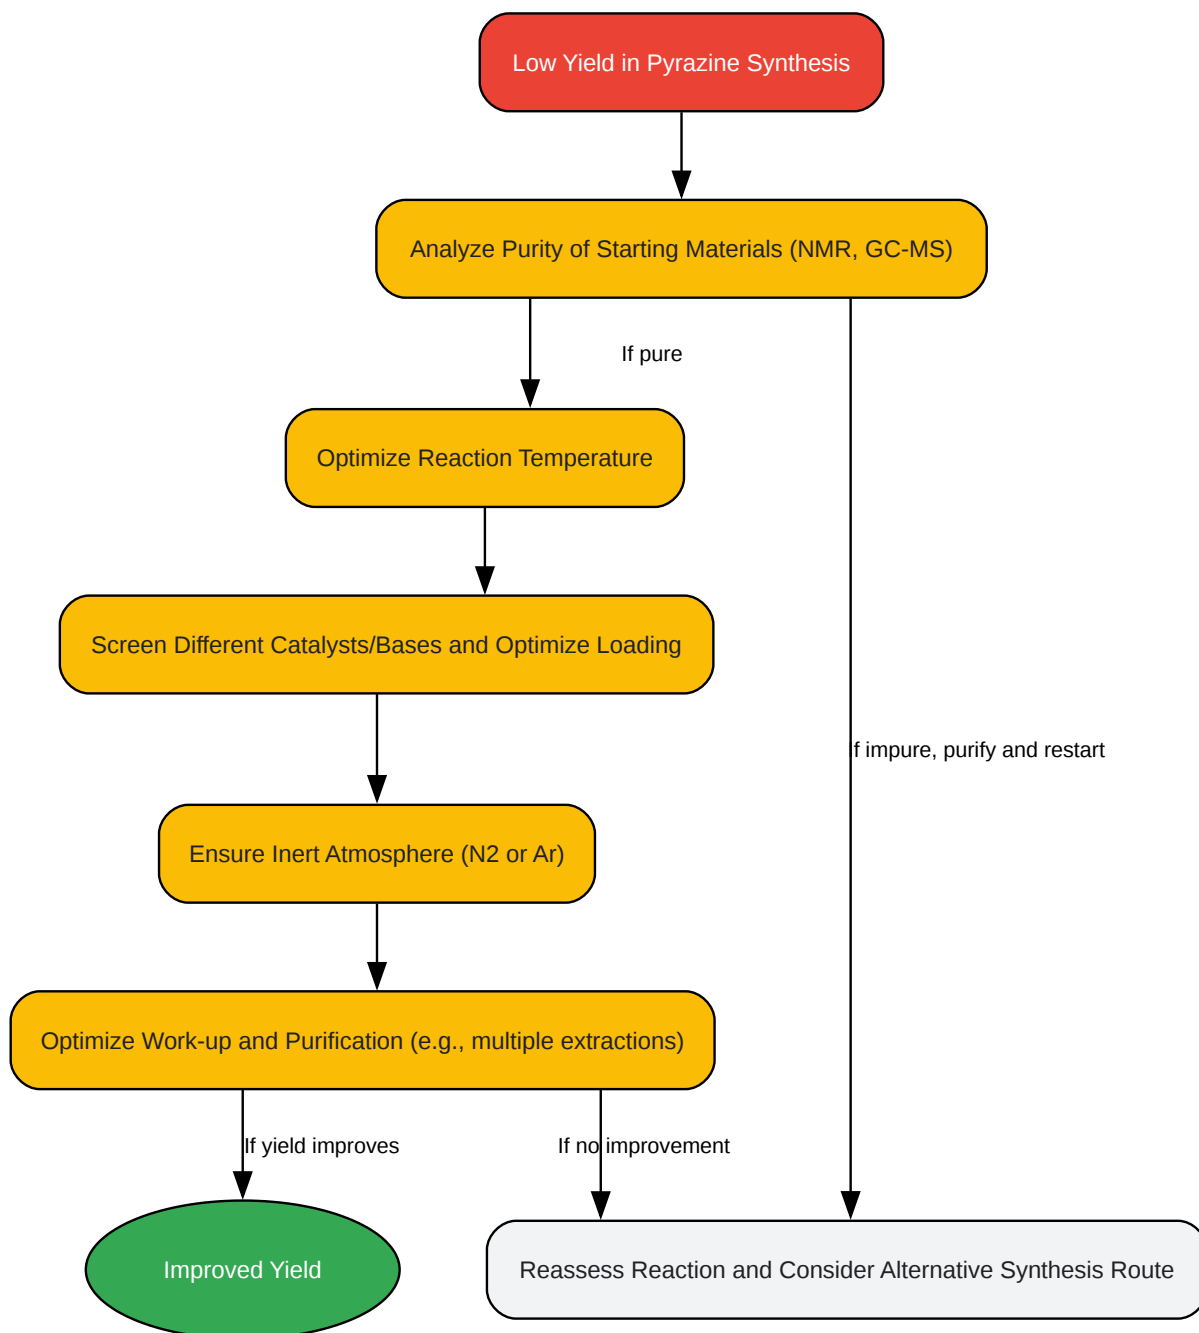 Low Yield in Pyrazine Synthesis
Analyze Purity of Starting Materials (NMR, GC-MS)
If pure
Optimize Reaction Temperature
Screen Different Catalysts/Bases and Optimize Loading
If impure, purify and restart
Ensure Inert Atmosphere (N2 or Ar)
Optimize Work-up and Purification (e.g., multiple extractions)
If yield improves
If no improvement
Improved Yield
Reassess Reaction and Consider Alternative Synthesis Route